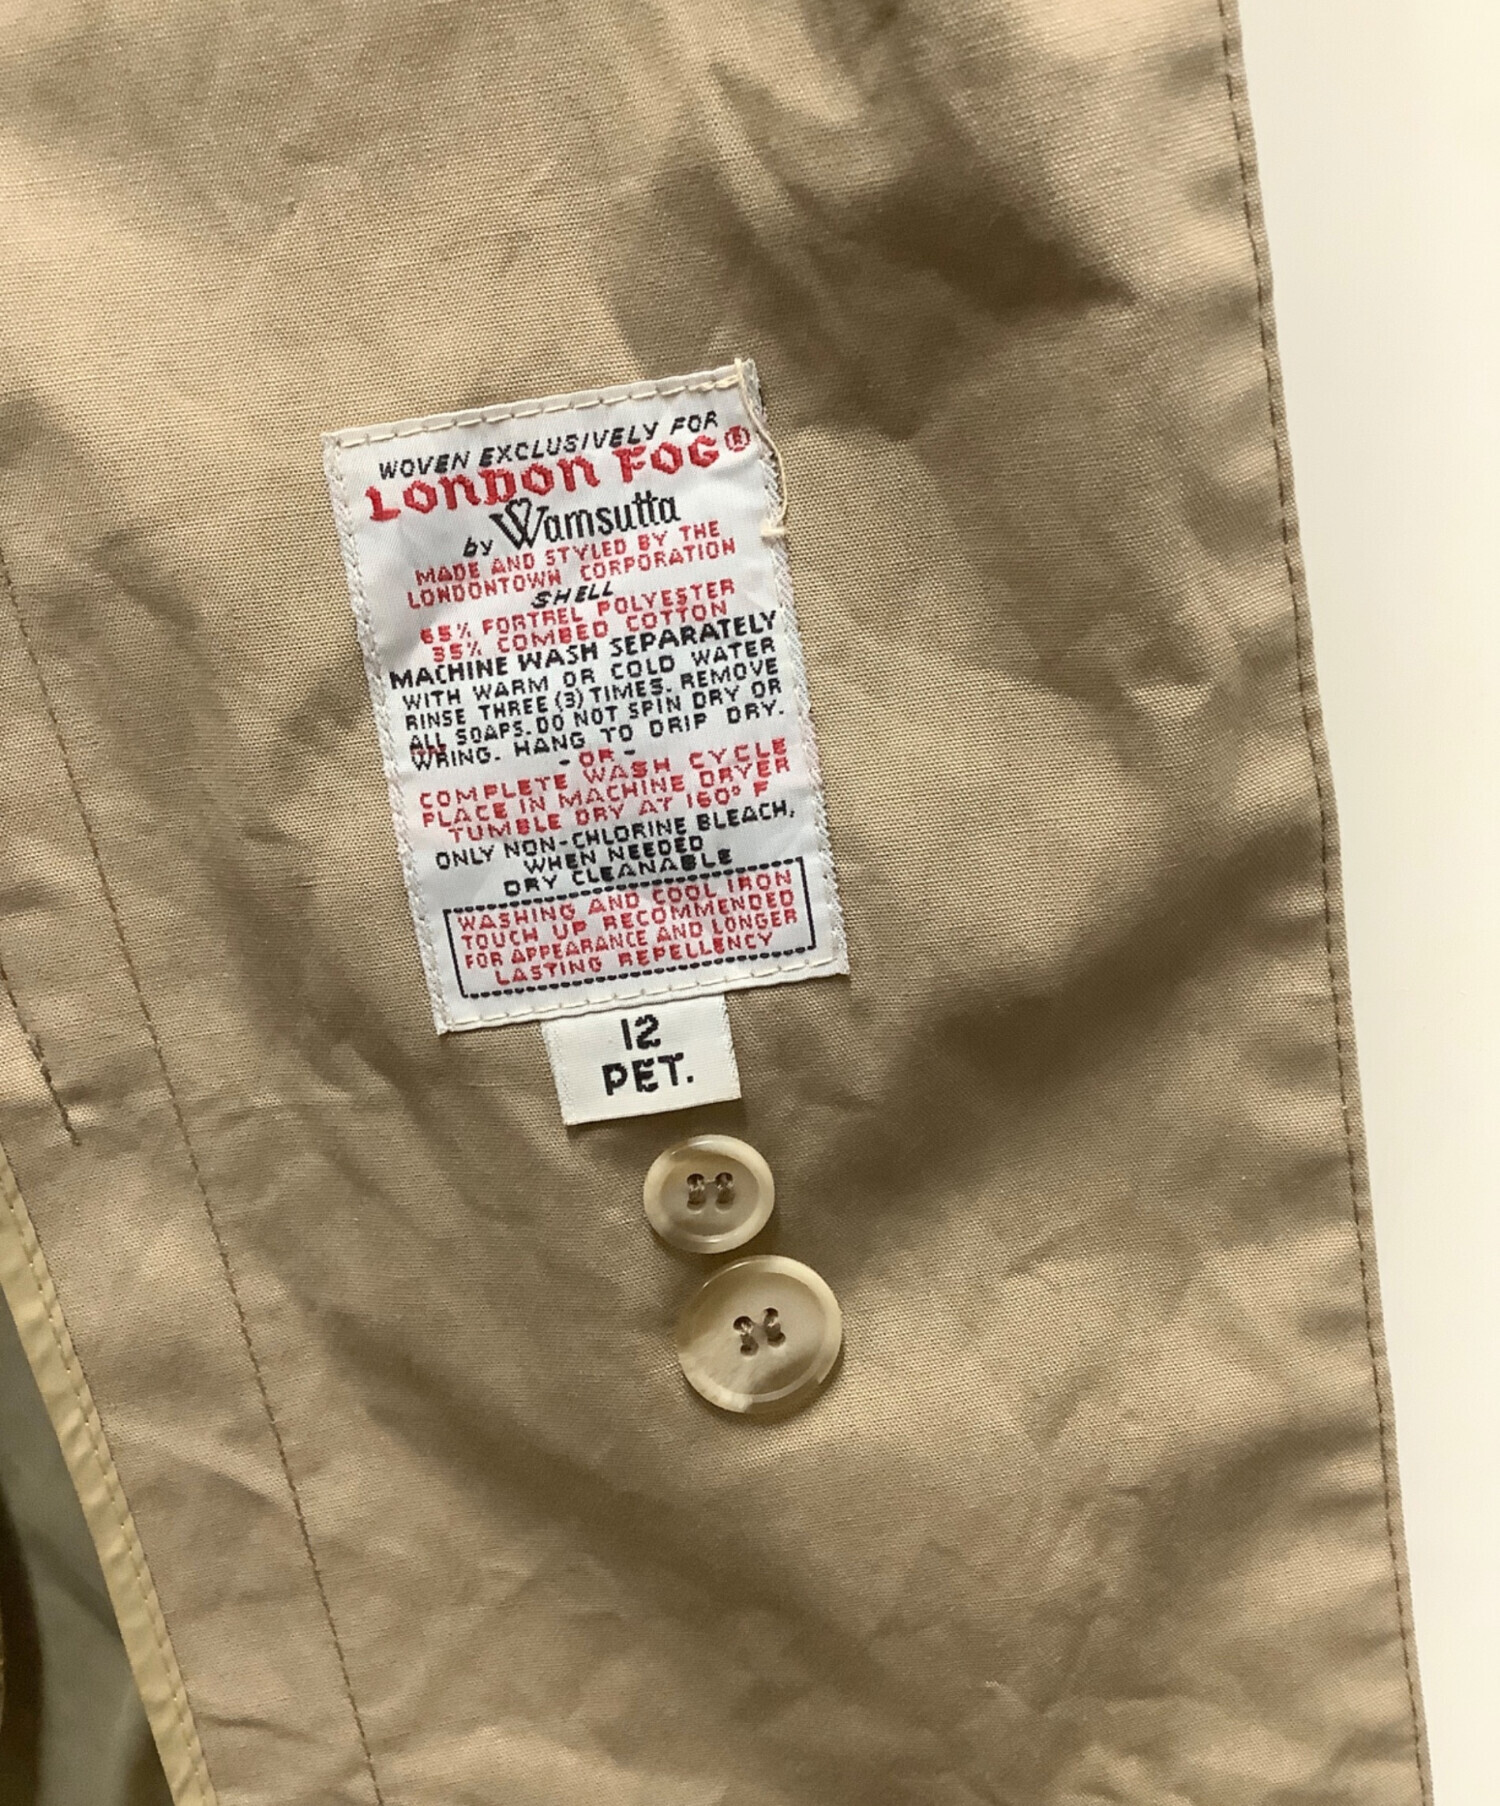 WOVEN EXCLUSIVELY FOR
LONDON FOG®
by Wamsutta
MADE AND STYLED BY THE
LONDONTOWN CORPORATION
SHELL
65% FORTREL POLYESTER
35% COMBED COTTON
MACHINE WASH SEPARATELY
WITH WARM OR COLD WATER
RINSE THREE (3) TIMES. REMOVE
ALL SOAPS. DO NOT SPIN DRY OR
WRING. HANG TO DRIP DRY.
- OR -
COMPLETE WASH CYCLE
PLACE IN MACHINE DRYER
TUMBLE DRY AT 160° F
ONLY NON-CHLORINE BLEACH,
WHEN NEEDED
DRY CLEANABLE
WASHING AND COOL IRON
TOUCH UP RECOMMENDED
FOR APPEARANCE AND LONGER
LASTING REPELLENCY
12
PET.